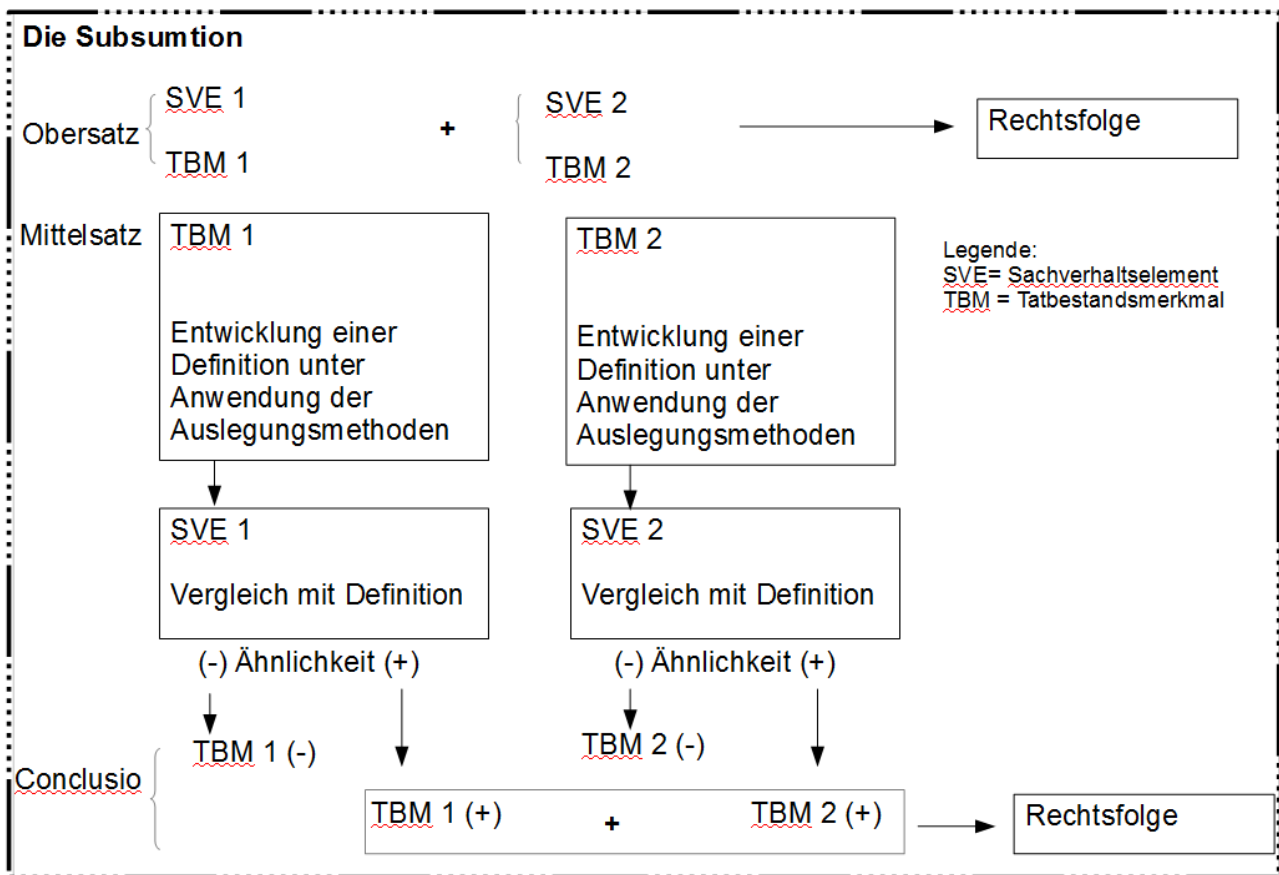 Die Subsumtion
SVE 1
SVE 2
Obersatz
+
Rechtsfolge
TBM 1
TBM 2
Mittelsatz
TBM 1
TBM 2
Legende:
SVE= Sachverhaltselement
TBM = Tatbestandsmerkmal
Entwicklung einer
Definition unter
Anwendung der
Auslegungsmethoden
Entwicklung einer
Definition unter
Anwendung der
Auslegungsmethoden
SVE 1
Vergleich mit Definition
SVE 2
Vergleich mit Definition
(-) Ähnlichkeit (+)
(-) Ähnlichkeit (+)
TBM 1 (-)
TBM 2 (-)
Conclusio
TBM 1 (+)
+
TBM 2 (+)
Rechtsfolge